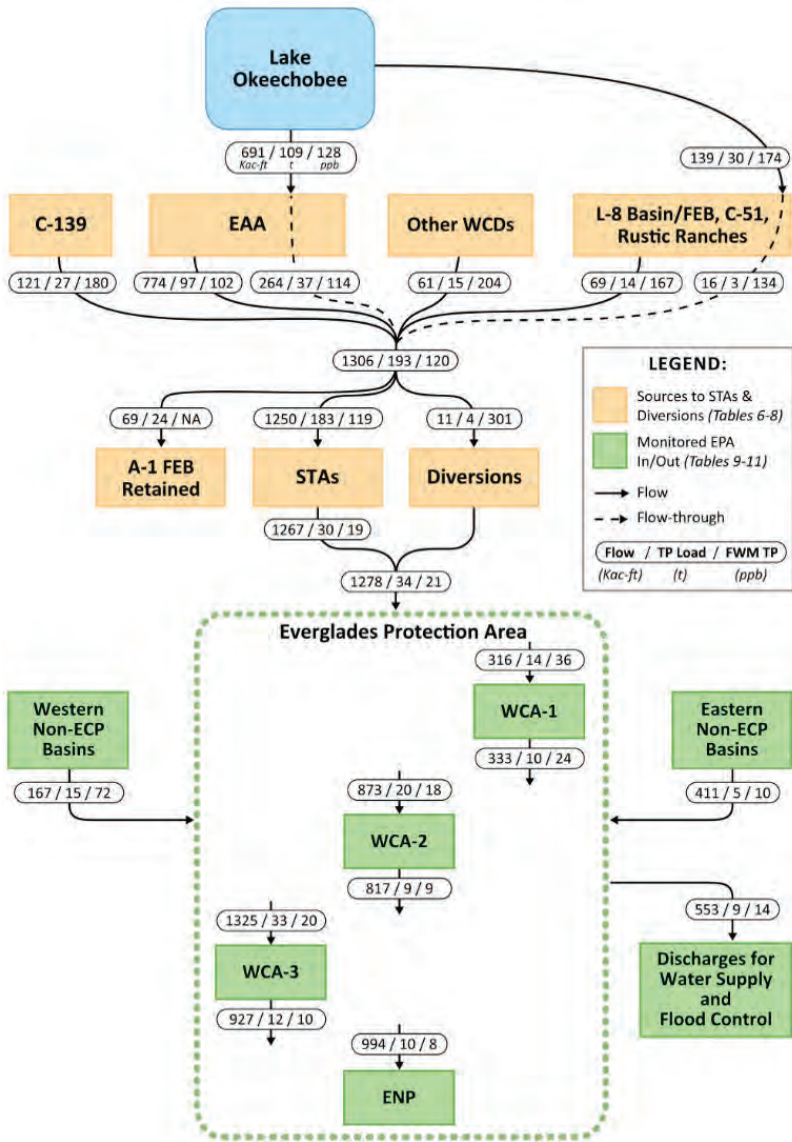 Lake
Okeechobee
691 / 109 / 128
Kac-ft t ppb
139 / 30 / 174
C-139
EAA
Other WCDs
L-8 Basin/FEB, C-51,
Rustic Ranches
121 / 27 / 180
774 / 97 / 102
264 / 37 / 114
61 / 15 / 204
69 / 14 / 167
16 / 3 / 134
1306 / 193 / 120
69 / 24 / NA
1250 / 183 / 119
11 / 4 / 301
A-1 FEB
Retained
STAs
Diversions
1267 / 30 / 19
1278 / 34 / 21
LEGEND:
Sources to STAs &
Diversions (Tables 6-8)
Monitored EPA
In/Out (Tables 9-11)
Flow
Flow-through
Flow / TP Load / FWM TP
(Kac-ft) (t) (ppb)
Everglades Protection Area
316 / 14 / 36
WCA-1
333 / 10 / 24
Western
Non-ECP
Basins
167 / 15 / 72
Eastern
Non-ECP
Basins
411 / 5 / 10
873 / 20 / 18
WCA-2
817 / 9 / 9
1325 / 33 / 20
WCA-3
927 / 12 / 10
553 / 9 / 14
Discharges for
Water Supply
and
Flood Control
994 / 10 / 8
ENP